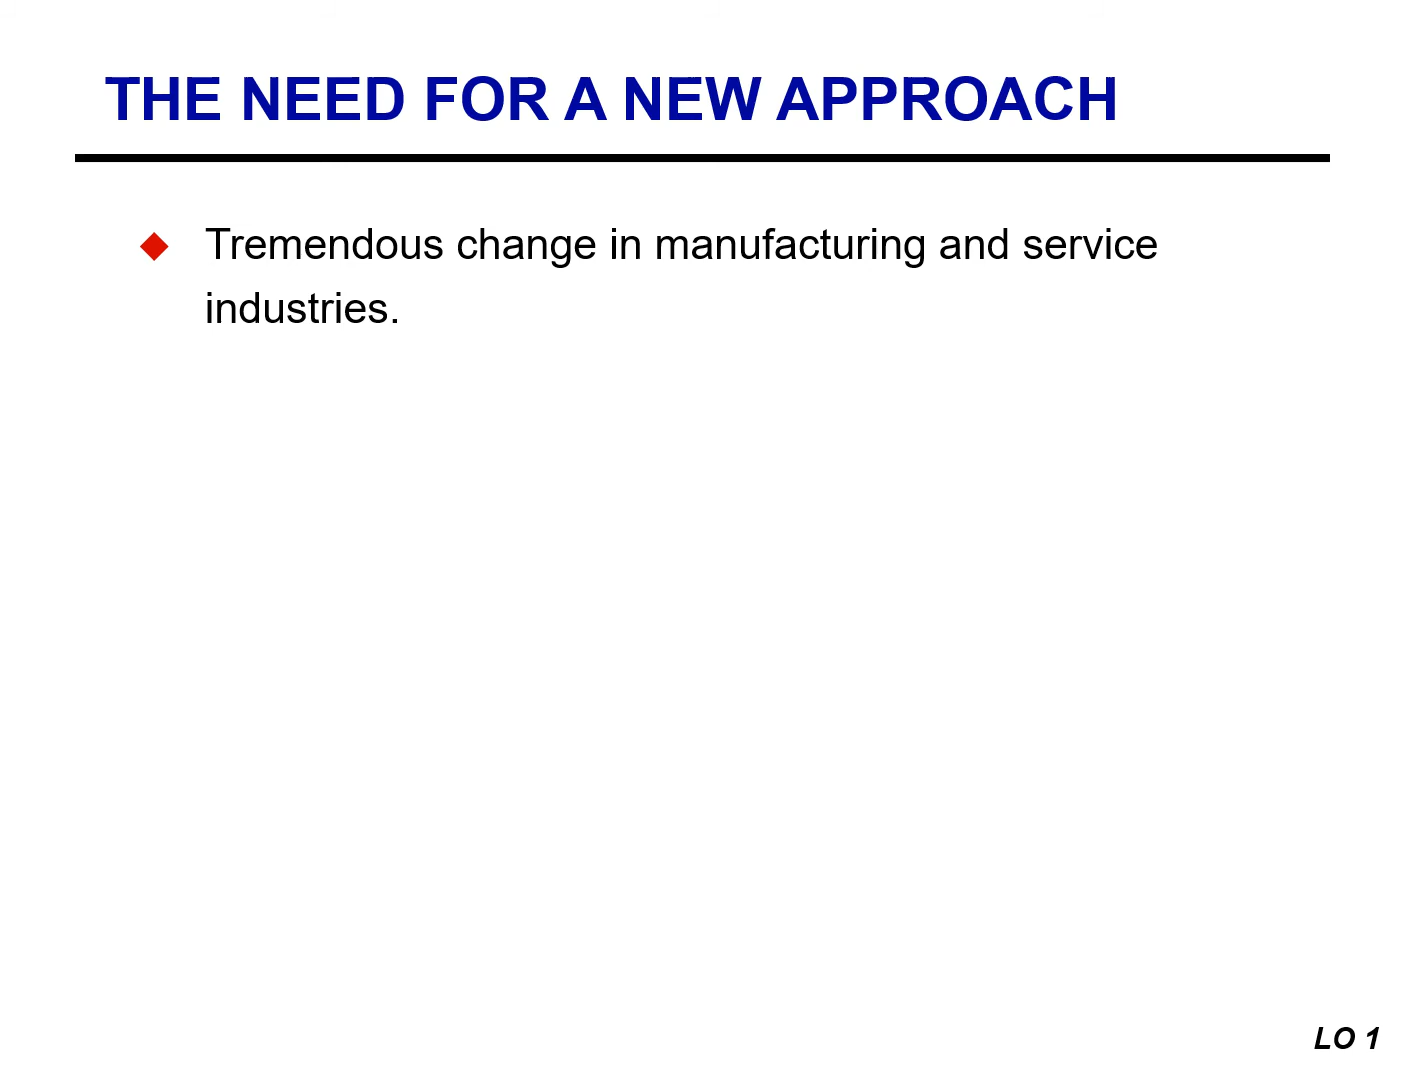 THE NEED FOR A NEW APPROACH
Tremendous change in manufacturing and service
industries.
LO 1